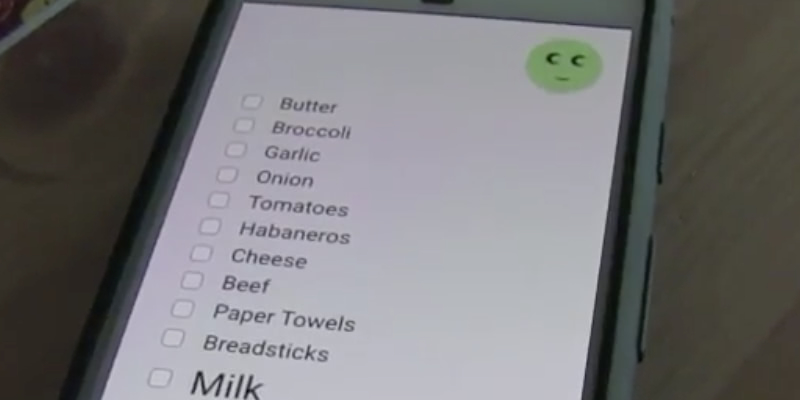 Butter
Broccoli
Garlic
Onion
Tomatoes
Habaneros
Cheese
Beef
Paper Towels
Breadsticks
Milk